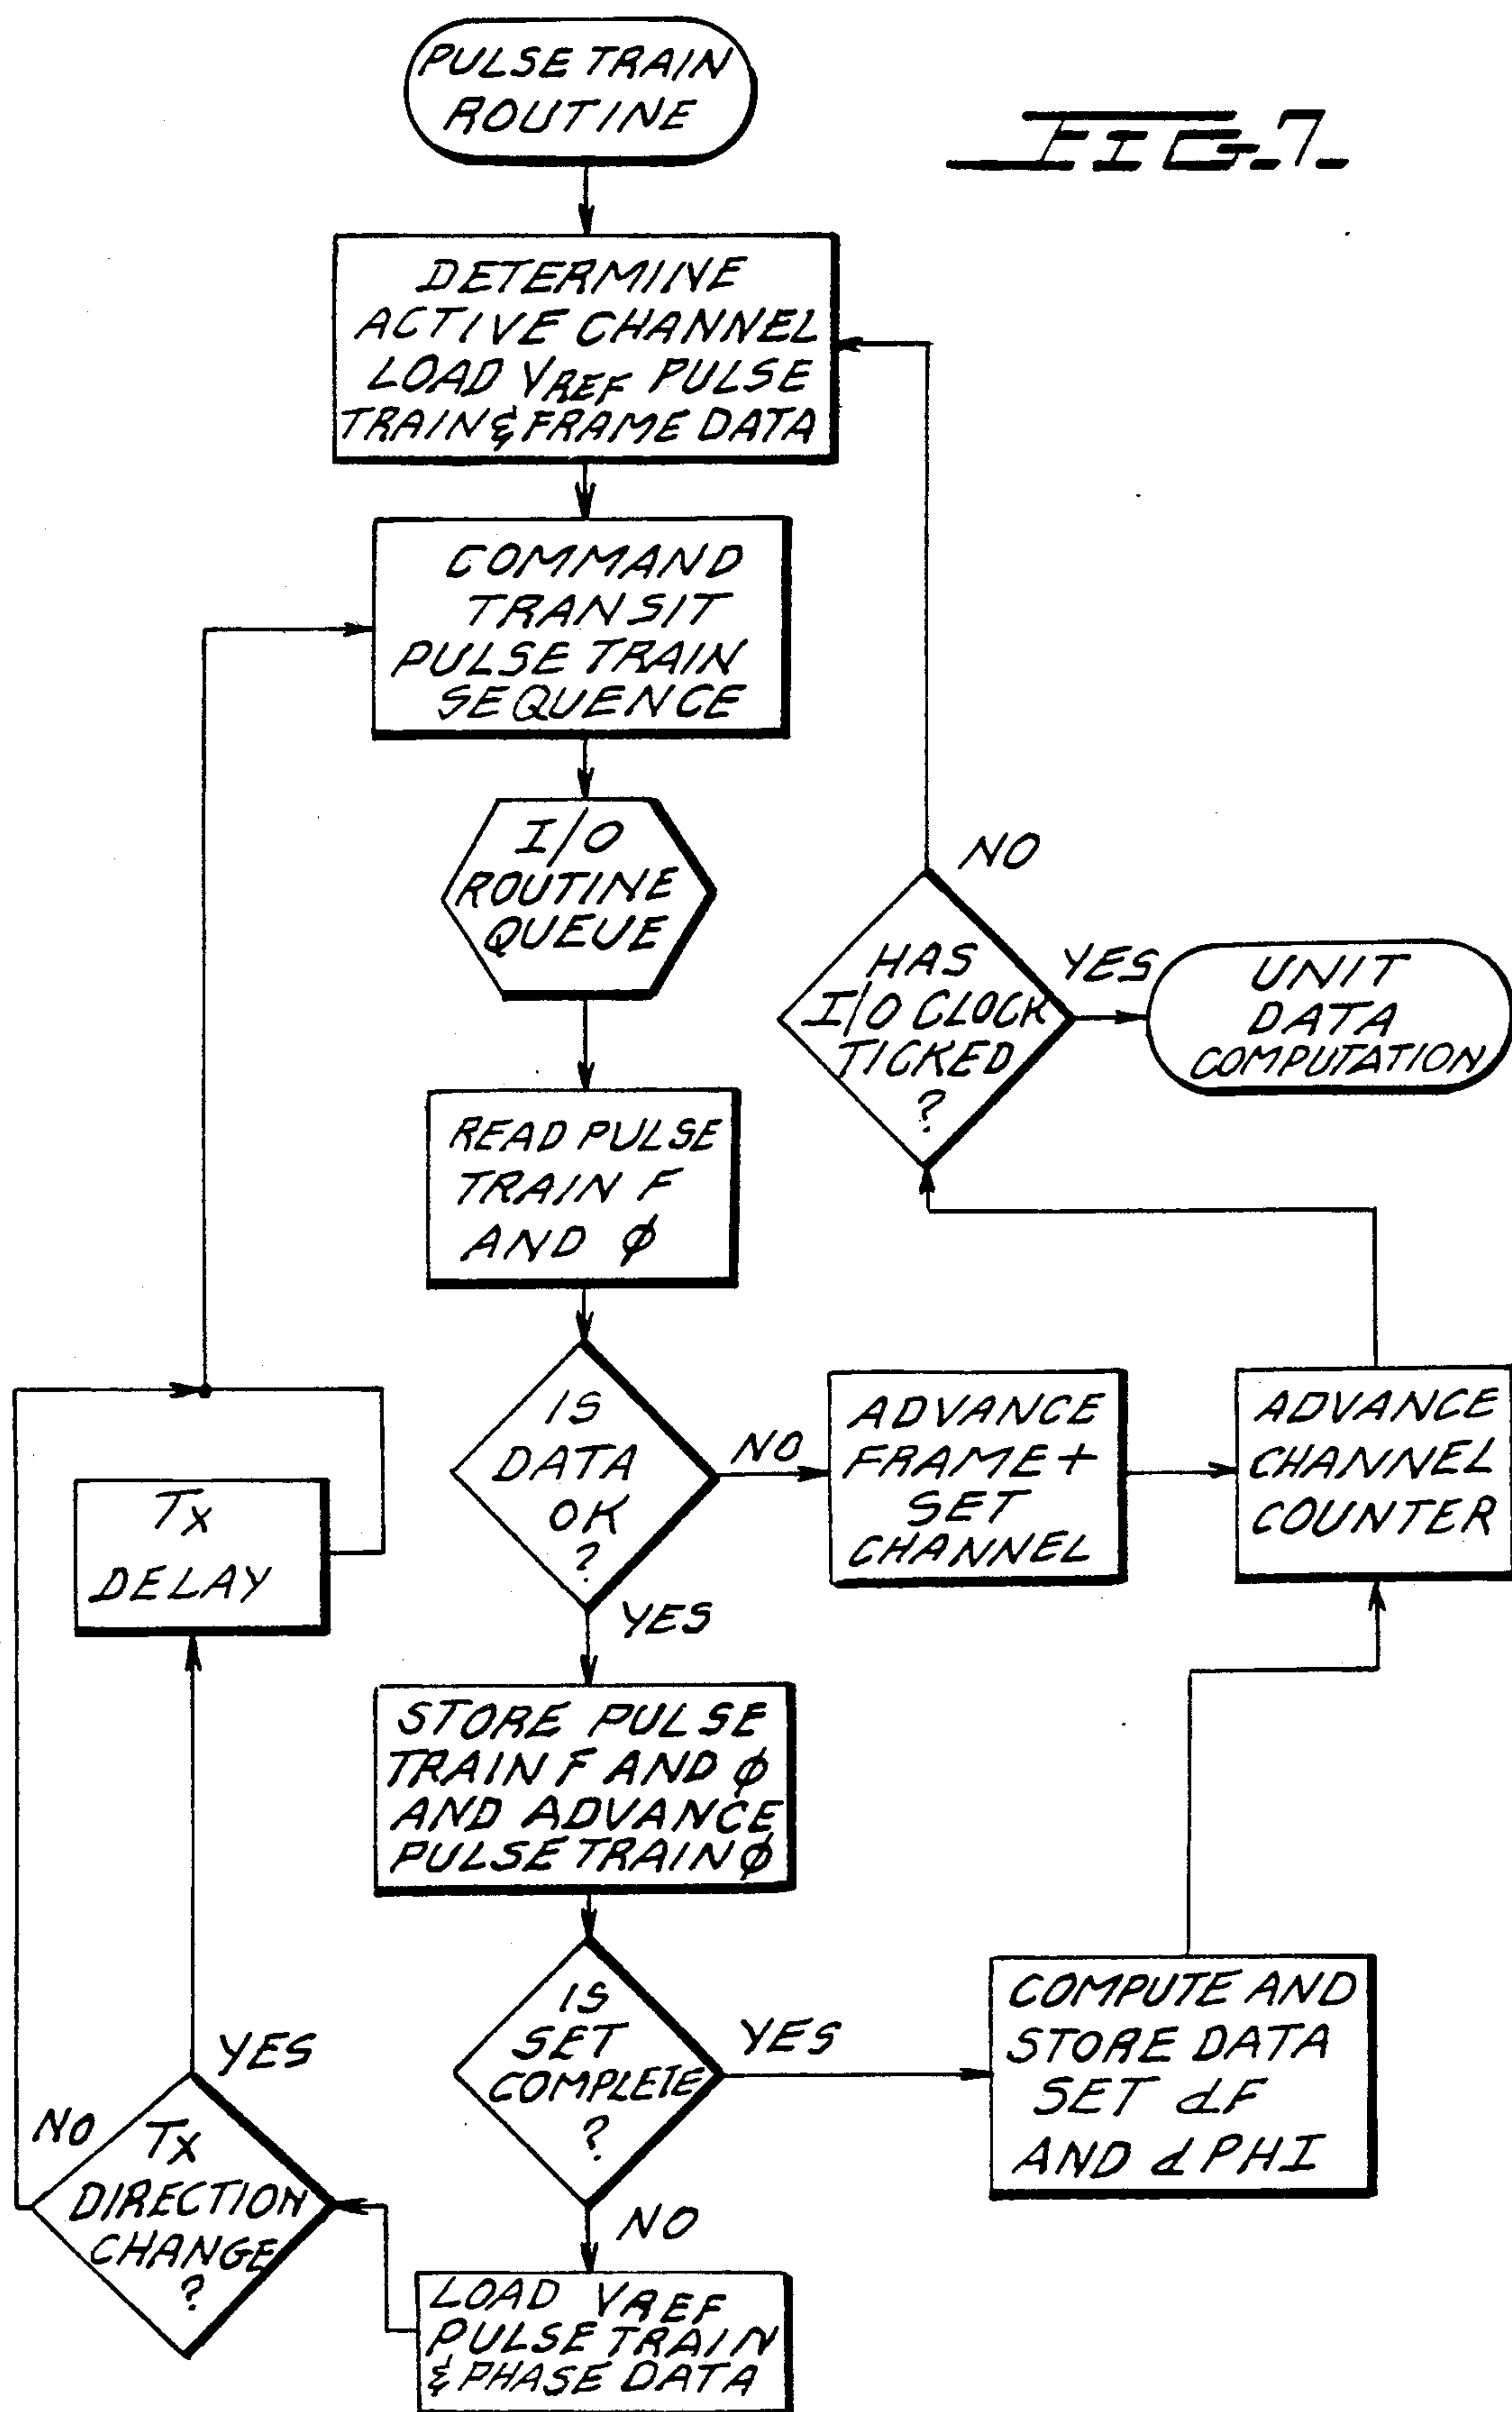 PULSE TRAIN
ROUTINE
FIG. 7.
DETERMINE
ACTIVE CHANNEL
LOAD VREF PULSE
TRAIN & FRAME DATA
COMMAND
TRANSIT
PULSE TRAIN
SEQUENCE
I/O
ROUTINE
QUEUE
NO
HAS
I/O CLOCK
TICKED
?
YES
UNIT
DATA
COMPUTATION
READ PULSE
TRAIN F
AND ϕ
IS
DATA
OK
?
NO
ADVANCE
FRAME +
SET
CHANNEL
ADVANCE
CHANNEL
COUNTER
TX
DELAY
YES
STORE PULSE
TRAIN F AND ϕ
AND ADVANCE
PULSE TRAIN ϕ
IS
SET
COMPLETE
?
YES
COMPUTE AND
STORE DATA
SET dF
AND dPHI
YES
NO
TX
DIRECTION
CHANGE
?
NO
LOAD VREF
PULSE TRAIN
& PHASE DATA